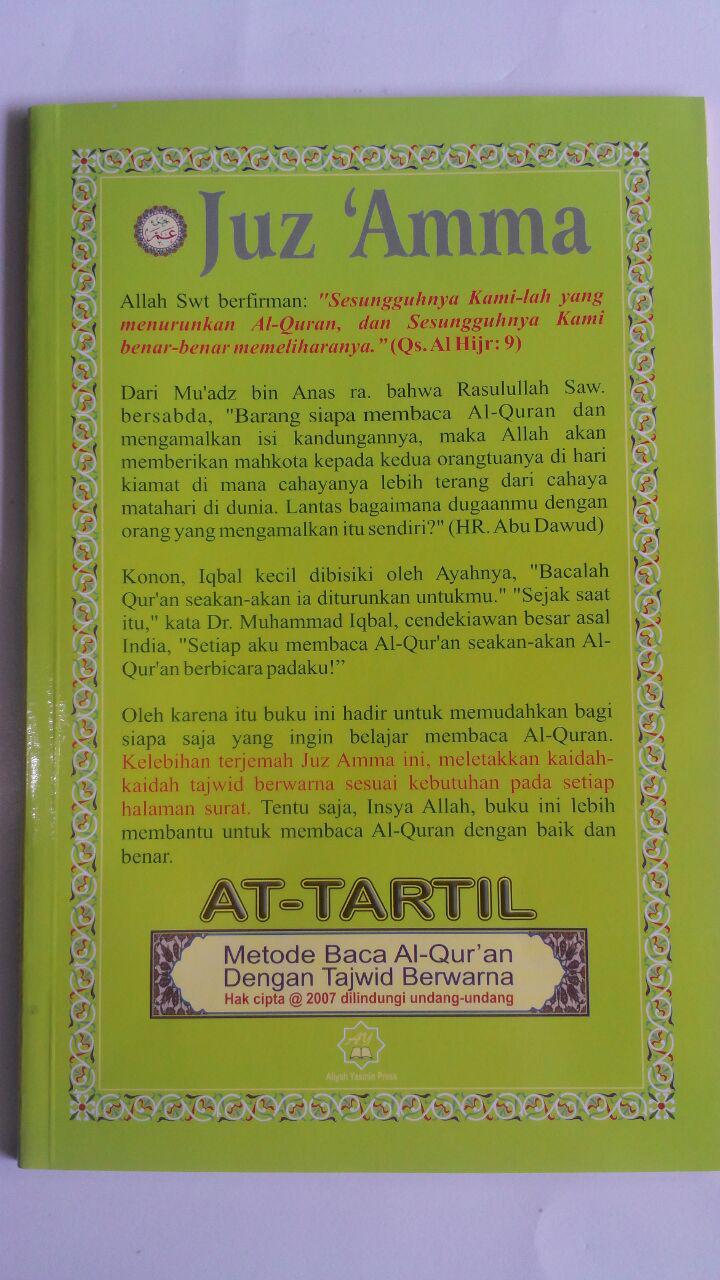 Juz ‘Amma
Allah Swt berfirman: "Sesungguhnya Kami-lah yang
menurunkan Al-Quran, dan Sesungguhnya Kami
benar-benar memeliharanya." (Qs. Al Hijr: 9)
Dari Mu'adz bin Anas ra. bahwa Rasulullah Saw.
bersabda, "Barang siapa membaca Al-Quran dan
mengamalkan isi kandungannya, maka Allah akan
memberikan mahkota kepada kedua orangtuanya di hari
kiamat di mana cahayanya lebih terang dari cahaya
matahari di dunia. Lantas bagaimana dugaanmu dengan
orang yang mengamalkan itu sendiri?" (HR. Abu Dawud)
Konon, Iqbal kecil dibisiki oleh Ayahnya, "Bacalah
Qur'an seakan-akan ia diturunkan untukmu." "Sejak saat
itu," kata Dr. Muhammad Iqbal, cendekiawan besar asal
India, "Setiap aku membaca Al-Qur'an seakan-akan Al-
Qur'an berbicara padaku!”
Oleh karena itu buku ini hadir untuk memudahkan bagi
siapa saja yang ingin belajar membaca Al-Quran.
Kelebihan terjemah Juz Amma ini, meletakkan kaidah-
kaidah tajwid berwarna sesuai kebutuhan pada setiap
halaman surat. Tentu saja, Insya Allah, buku ini lebih
membantu untuk membaca Al-Quran dengan baik dan
benar.
AT-TARTIL
Metode Baca Al-Qur’an
Dengan Tajwid Berwarna
Hak cipta @ 2007 dilindungi undang-undang
AY
Aliyah Yasmin Press